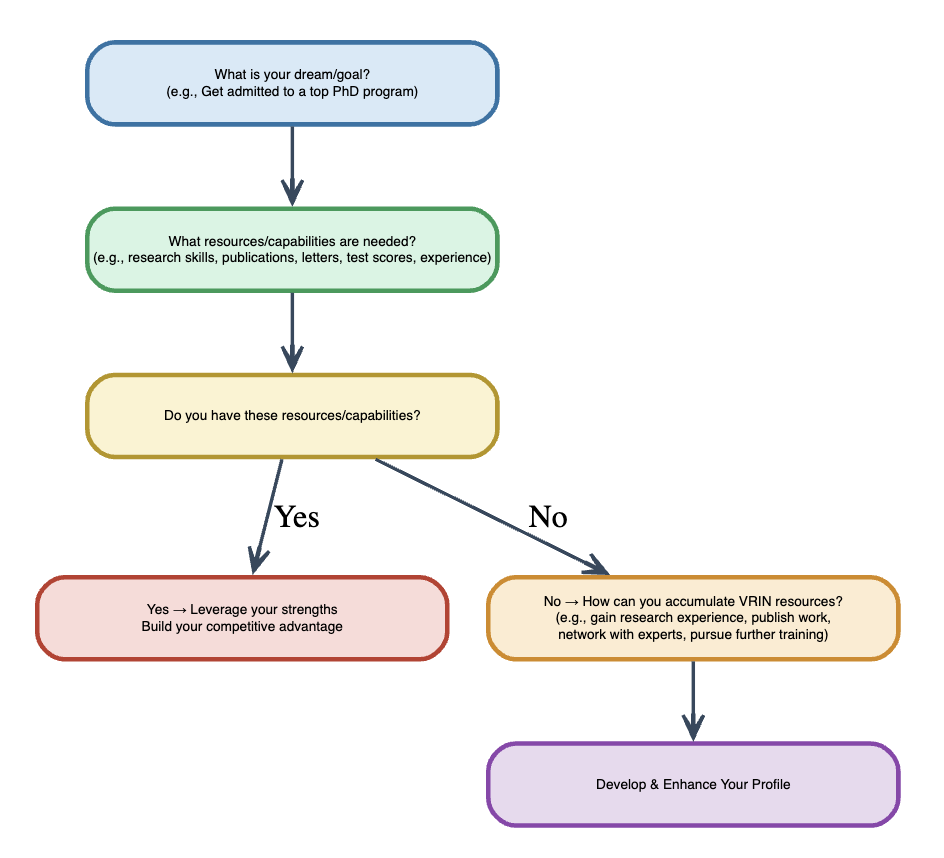 What is your dream/goal?
(e.g., Get admitted to a top PhD program)
What resources/capabilities are needed?
(e.g., research skills, publications, letters, test scores, experience)
Do you have these resources/capabilities?
Yes
No
Yes → Leverage your strengths
Build your competitive advantage
No → How can you accumulate VRIN resources?
(e.g., gain research experience, publish work,
network with experts, pursue further training)
Develop & Enhance Your Profile